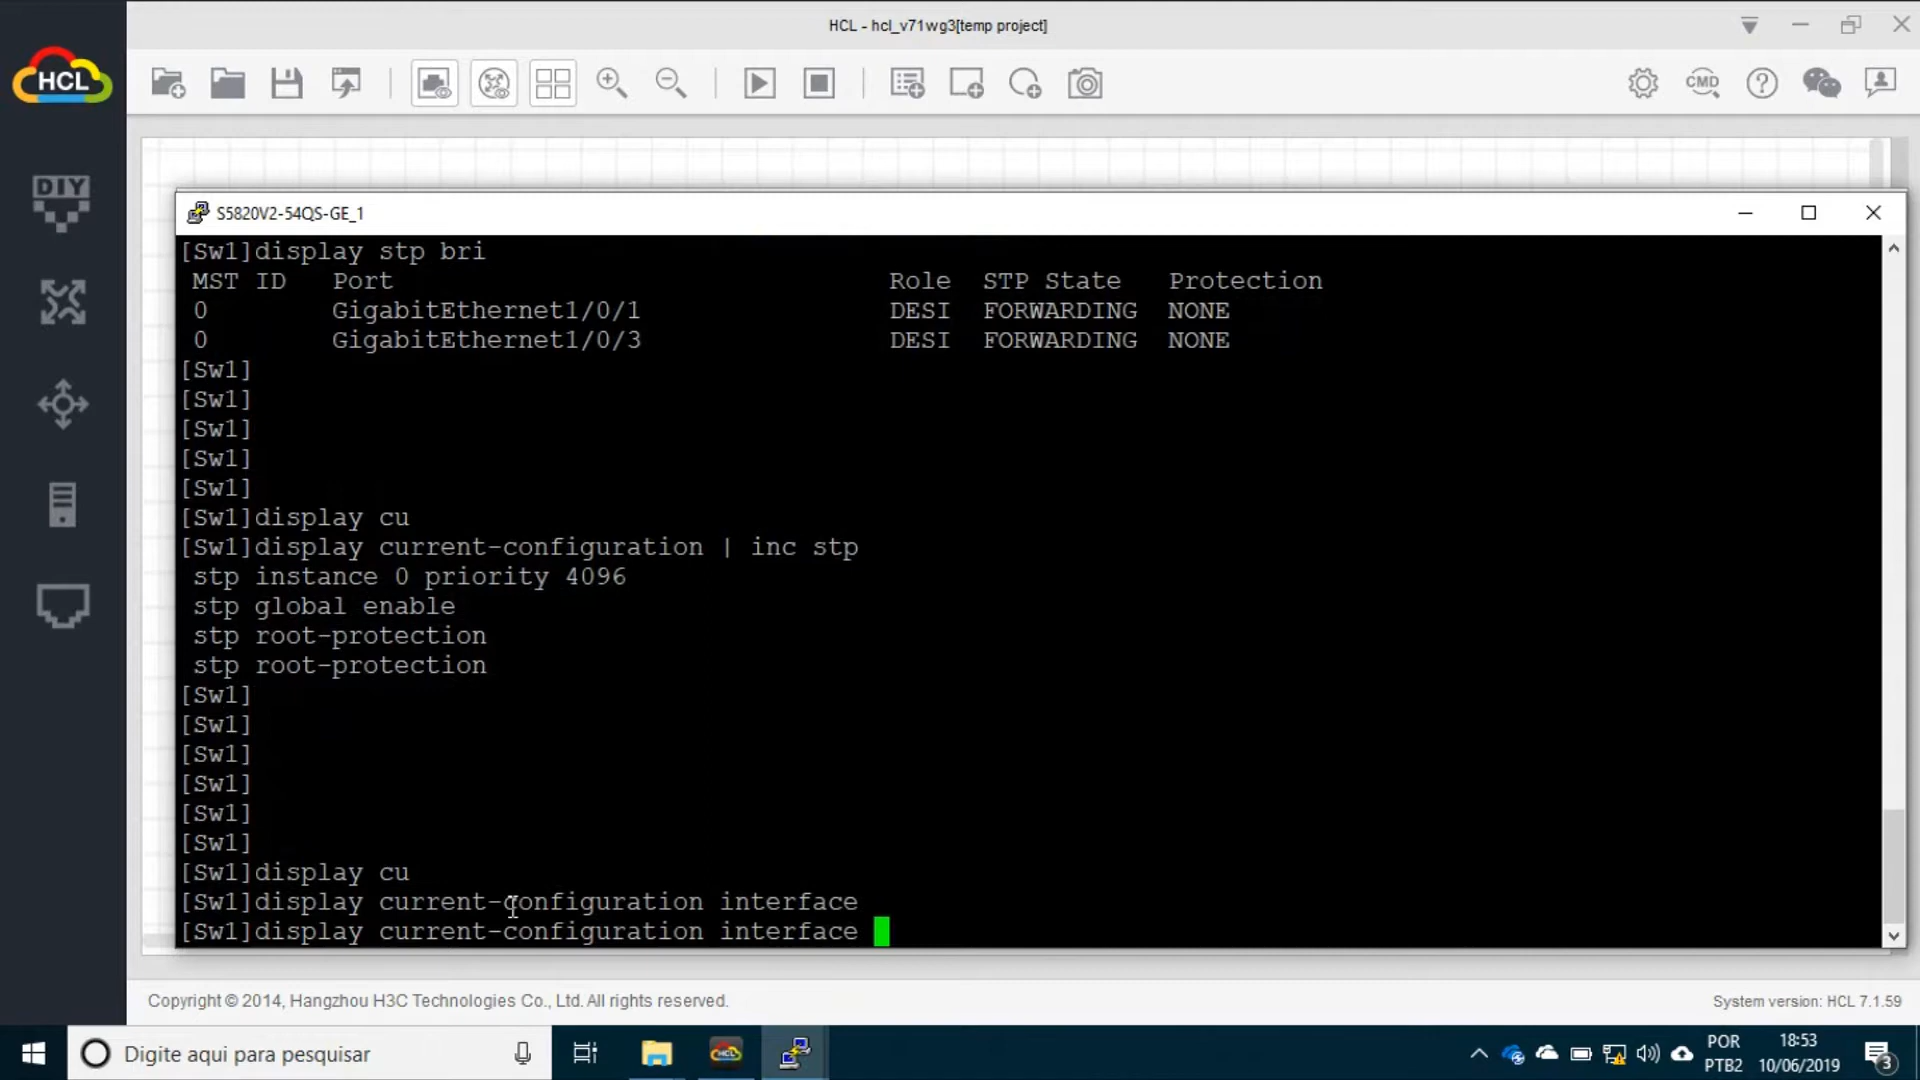 HCL - hcl_v71wg3[temp project]
HCL
CMD
DIY
S5820V2-54QS-GE_1
[Sw1]display stp bri
MST ID Port Role STP State Protection
0 GigabitEthernet1/0/1 DESI FORWARDING NONE
0 GigabitEthernet1/0/3 DESI FORWARDING NONE
[Sw1]
[Sw1]
[Sw1]
[Sw1]
[Sw1]
[Sw1]display cu
[Sw1]display current-configuration | inc stp
stp instance 0 priority 4096
stp global enable
stp root-protection
stp root-protection
[Sw1]
[Sw1]
[Sw1]
[Sw1]
[Sw1]
[Sw1]
[Sw1]display cu
[Sw1]display current-configuration interface
[Sw1]display current-configuration interface
Copyright © 2014, Hangzhou H3C Technologies Co., Ltd. All rights reserved.
System version: HCL 7.1.59
Digite aqui para pesquisar
HCL
POR
PTB2
18:53
10/06/2019
3